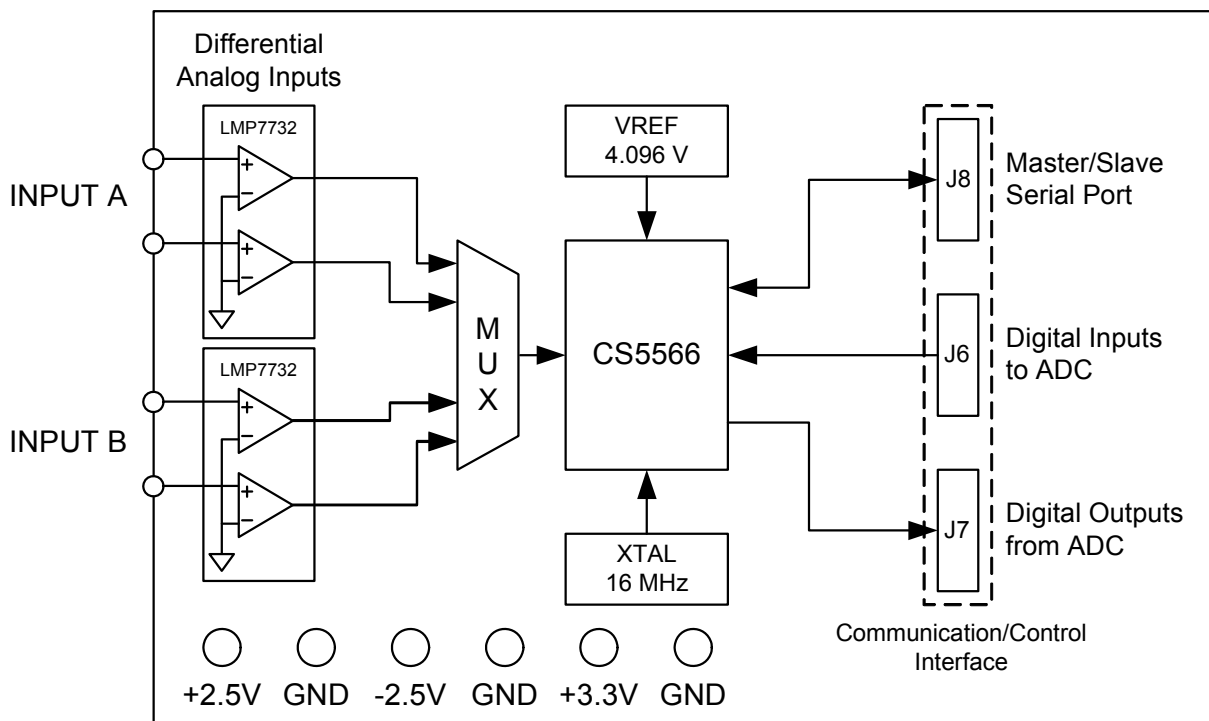 Differential
Analog Inputs
LMP7732
+
−
+
−
INPUT A
LMP7732
+
−
+
−
INPUT B
M
U
X
VREF
4.096 V
CS5566
XTAL
16 MHz
J8
Master/Slave
Serial Port
J6
Digital Inputs
to ADC
J7
Digital Outputs
from ADC
Communication/Control
Interface
+2.5V GND -2.5V GND +3.3V GND